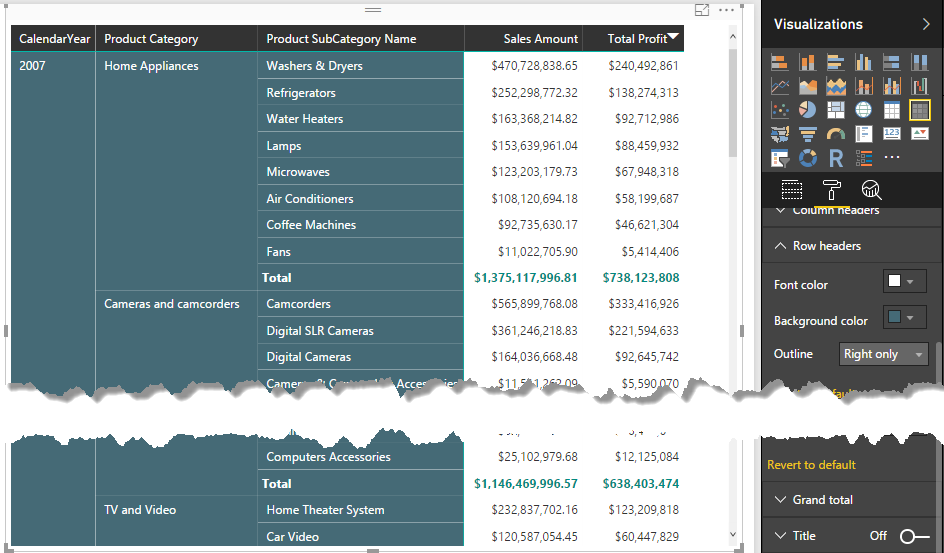 CalendarYear Product Category Product SubCategory Name Sales Amount Total Profit
2007 Home Appliances Washers & Dryers $470,728,838.65 $240,492,861
Refrigerators $252,298,772.32 $138,274,313
Water Heaters $163,368,214.82 $92,712,986
Lamps $153,639,961.04 $88,459,932
Microwaves $123,203,179.73 $67,948,318
Air Conditioners $108,120,694.18 $58,199,687
Coffee Machines $92,735,630.17 $46,621,304
Fans $11,022,705.90 $5,414,406
Total $1,375,117,996.81 $738,123,808
Cameras and camcorders Camcorders $565,899,768.08 $333,416,926
Digital SLR Cameras $361,246,218.83 $221,594,633
Digital Cameras $164,036,668.48 $92,645,742
$5,590,070
Computers Accessories $25,102,979.68 $12,125,084
Total $1,146,469,996.57 $638,403,474
TV and Video Home Theater System $232,837,702.16 $123,209,818
Car Video $120,587,054.45 $60,447,829
Visualizations
R
123
Column headers
Row headers
Font color
Background color
Outline Right only
Revert to default
Grand total
Title Off